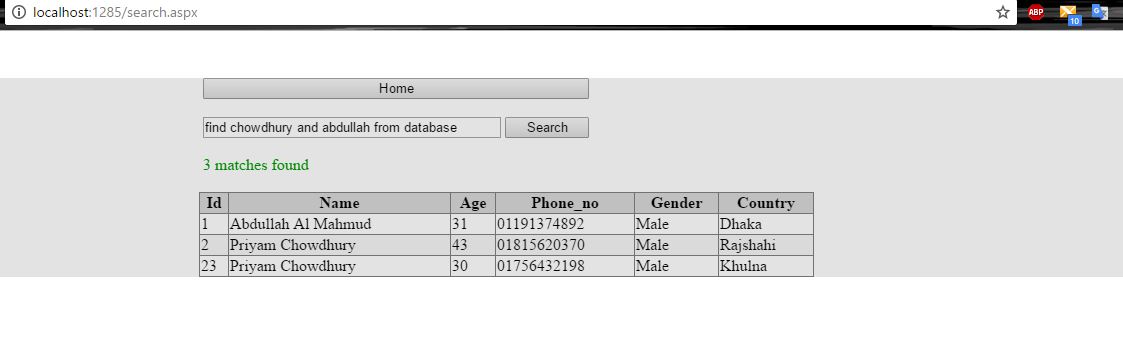 localhost:1285/search.aspx
ABP
10
G
Home
find chowdhury and abdullah from database Search
3 matches found
Id Name Age Phone_no Gender Country
1 Abdullah Al Mahmud 31 01191374892 Male Dhaka
2 Priyam Chowdhury 43 01815620370 Male Rajshahi
23 Priyam Chowdhury 30 01756432198 Male Khulna